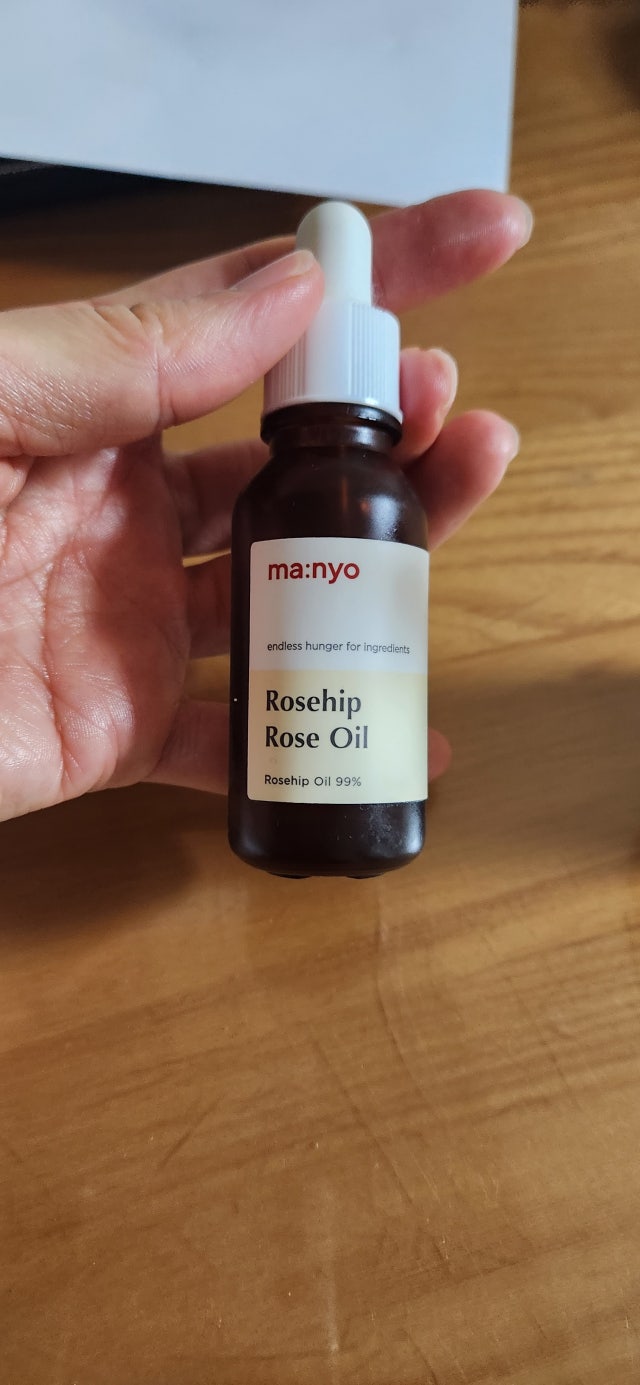 ma:nyo
endless hunger for ingredients
Rosehip
Rose Oil
Rosehip Oil 99%